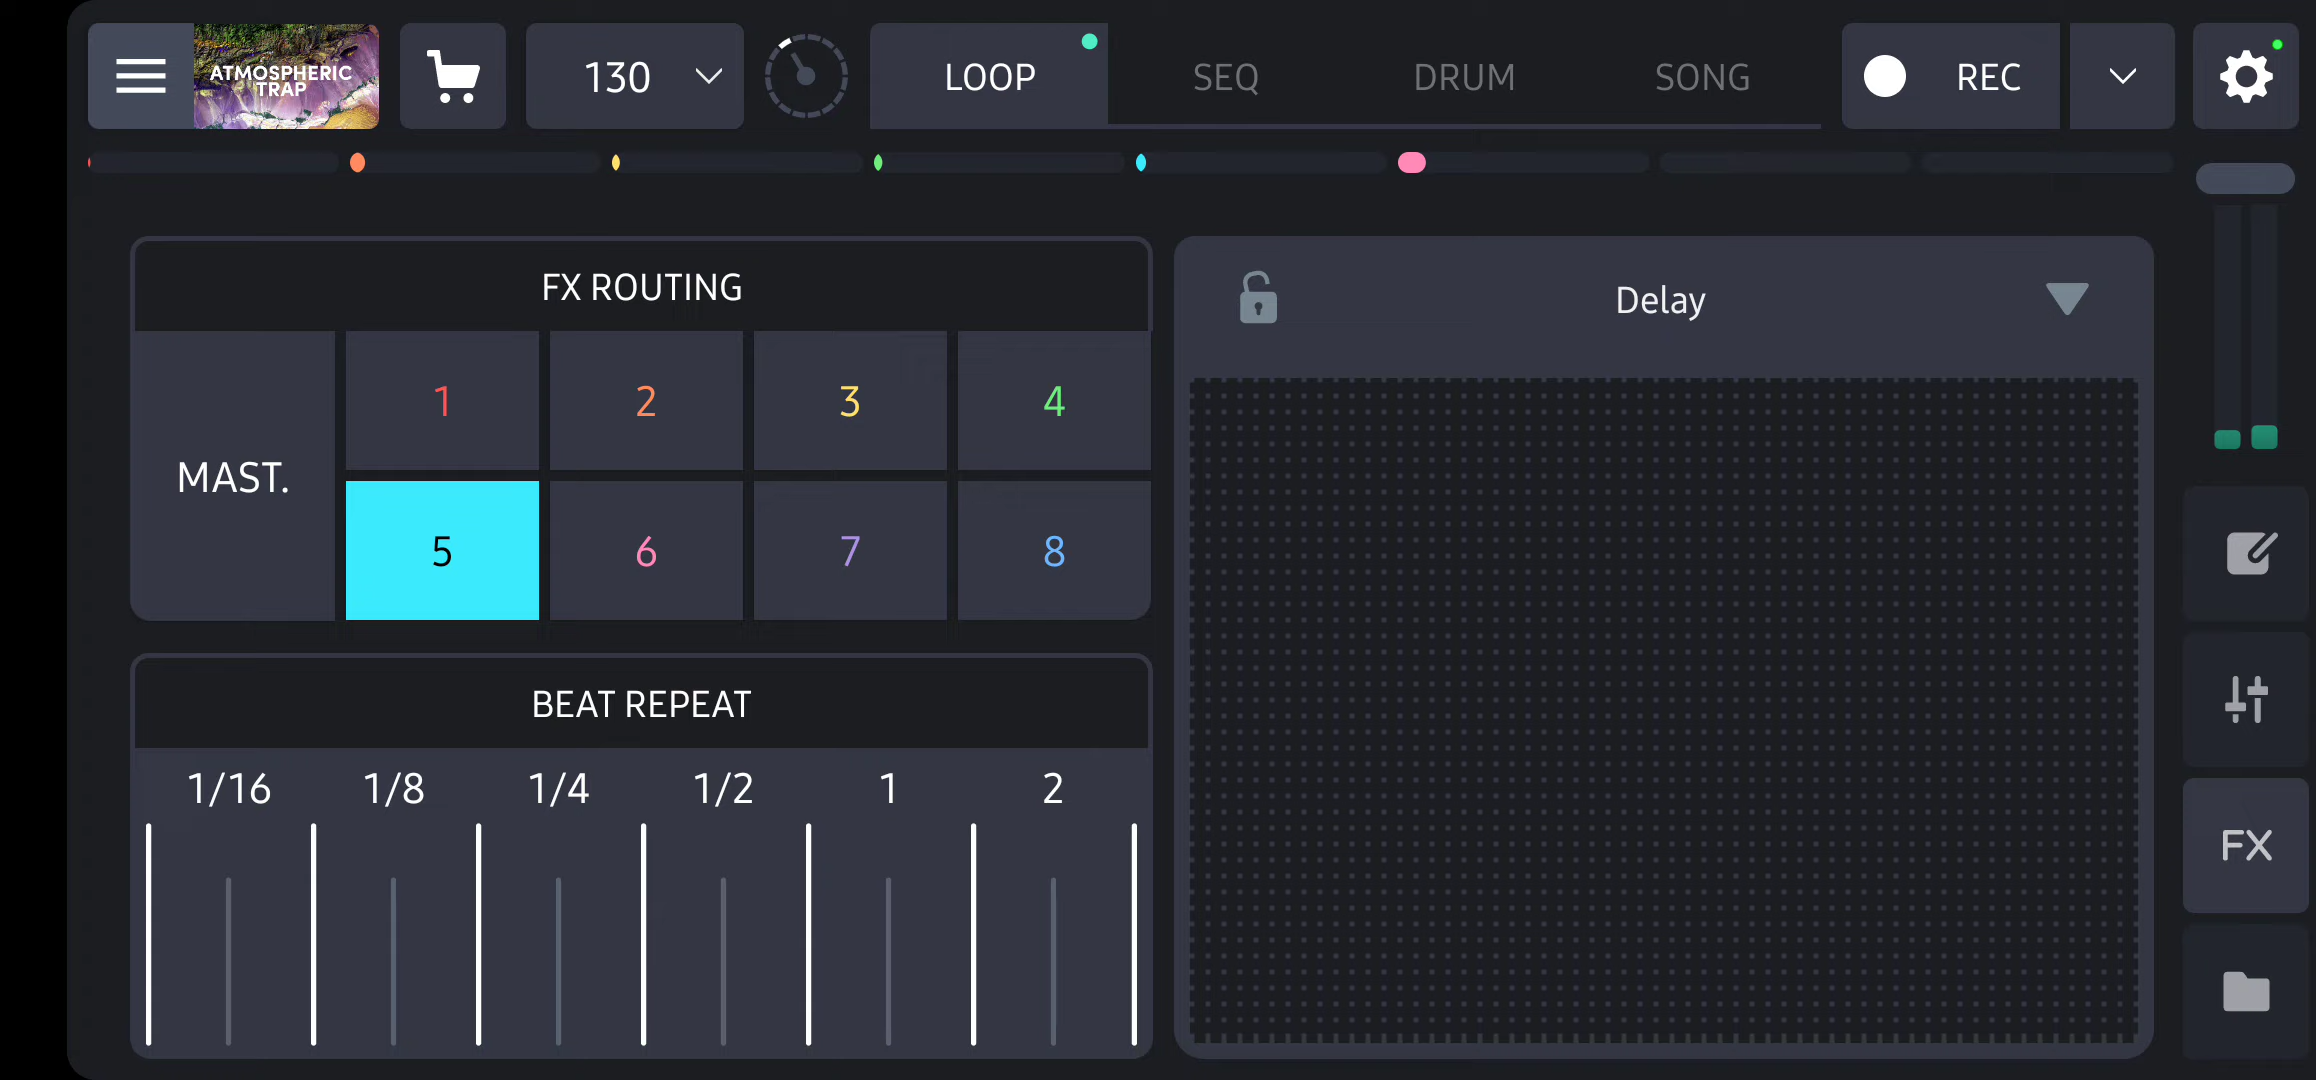 ATMOSPHERIC
TRAP
130
LOOP
SEQ
DRUM
SONG
REC
FX ROUTING
MAST.
1
2
3
4
5
6
7
8
Delay
BEAT REPEAT
1/16
1/8
1/4
1/2
1
2
FX